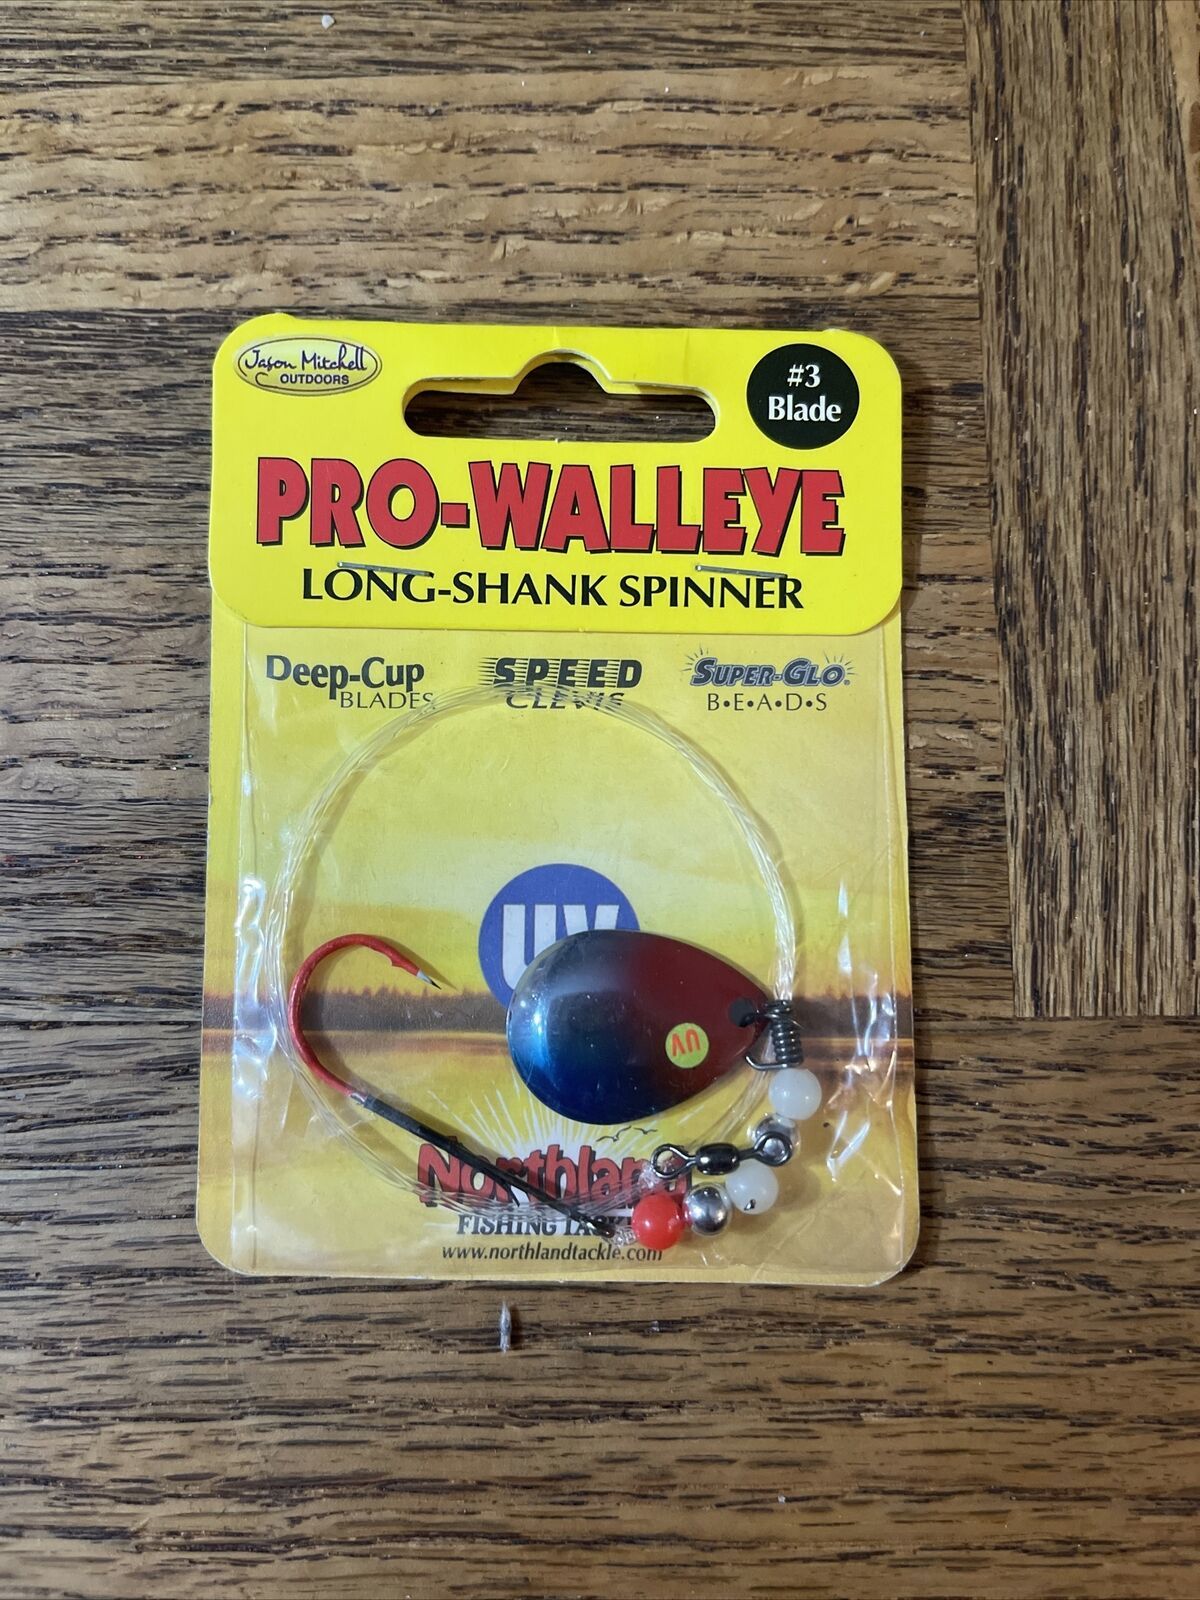 Jason Mitchell
OUTDOORS
#3
Blade
PRO-WALLEYE
LONG-SHANK SPINNER
Deep-Cup
BLADES
SPEED
CLEVIS
SUPER-GLO®
B•E•A•D•S
UV
UV
Northland
FISHING TACKLE
www.northlandtackle.com